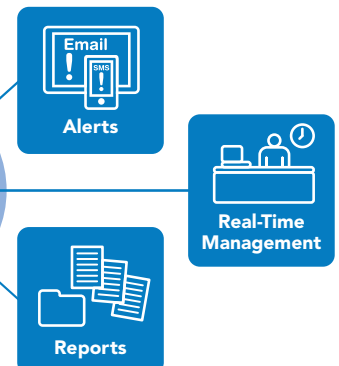 Email
SMS
Alerts
Real-Time
Management
Reports